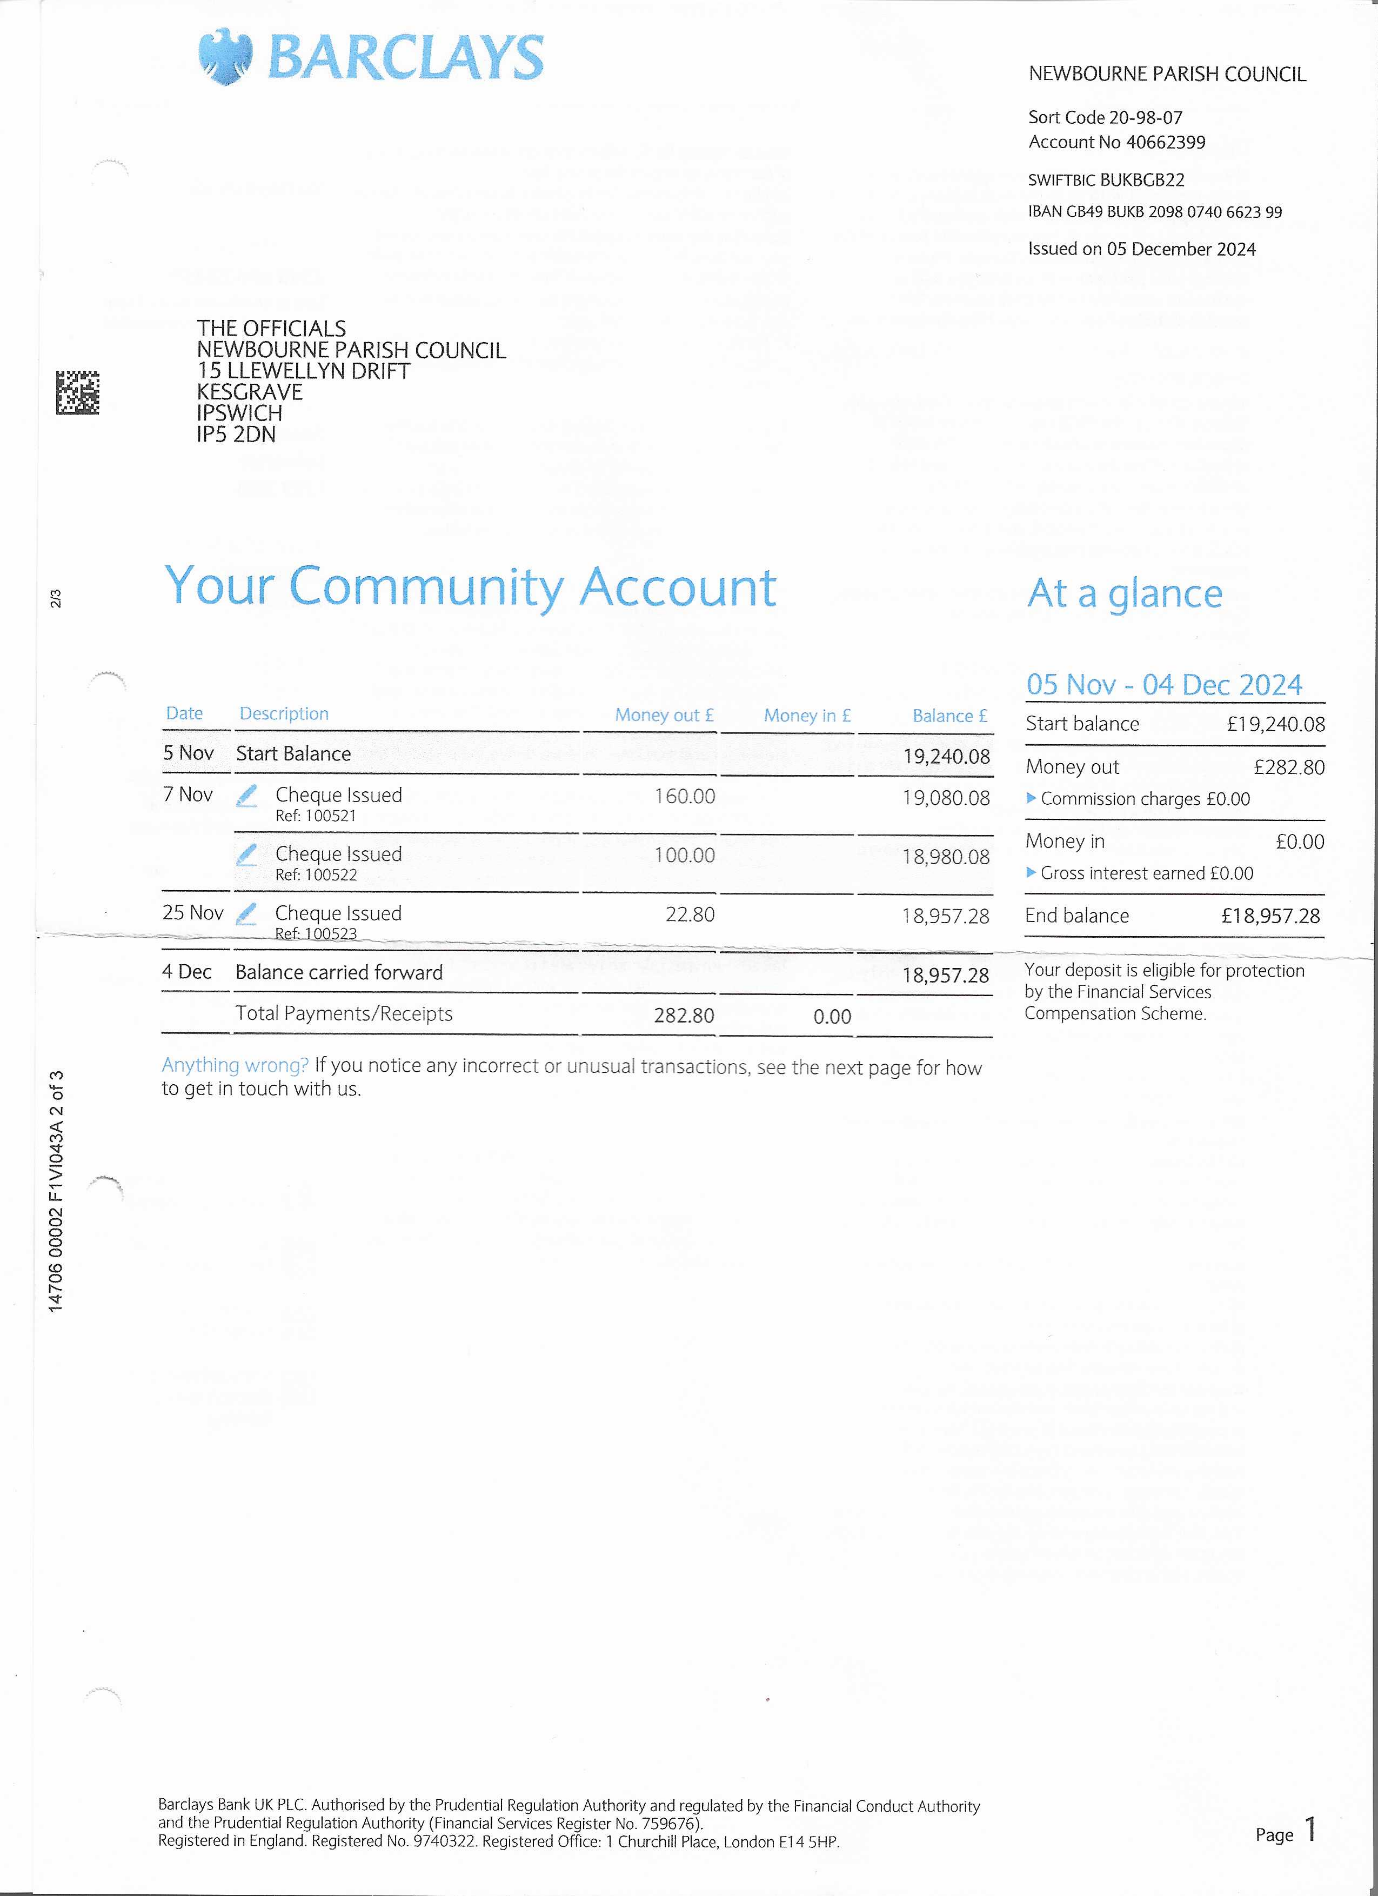 BARCLAYS
NEWBOURNE PARISH COUNCIL
Sort Code 20-98-07
Account No 40662399
SWIFTBIC BUKBGB22
IBAN GB49 BUKB 2098 0740 6623 99
Issued on 05 December 2024
THE OFFICIALS
NEWBOURNE PARISH COUNCIL
15 LLEWELLYN DRIFT
KESGRAVE
IPSWICH
IP5 2DN
2/3
Your Community Account
Date Description Money out £ Money in £ Balance £
5 Nov Start Balance 19,240.08
7 Nov Cheque Issued 160.00 19,080.08
Ref: 100521
Cheque Issued 100.00 18,980.08
Ref: 100522
25 Nov Cheque Issued 22.80 18,957.28
Ref: 100523
4 Dec Balance carried forward 18,957.28
Total Payments/Receipts 282.80 0.00
Anything wrong? If you notice any incorrect or unusual transactions, see the next page for how
to get in touch with us.
At a glance
05 Nov - 04 Dec 2024
Start balance £19,240.08
Money out £282.80
Commission charges £0.00
Money in £0.00
Gross interest earned £0.00
End balance £18,957.28
Your deposit is eligible for protection
by the Financial Services
Compensation Scheme.
14706 00002 F1VI043A 2 of 3
Barclays Bank UK PLC. Authorised by the Prudential Regulation Authority and regulated by the Financial Conduct Authority
and the Prudential Regulation Authority (Financial Services Register No. 759676).
Registered in England. Registered No. 9740322. Registered Office: 1 Churchill Place, London E14 5HP.
Page 1